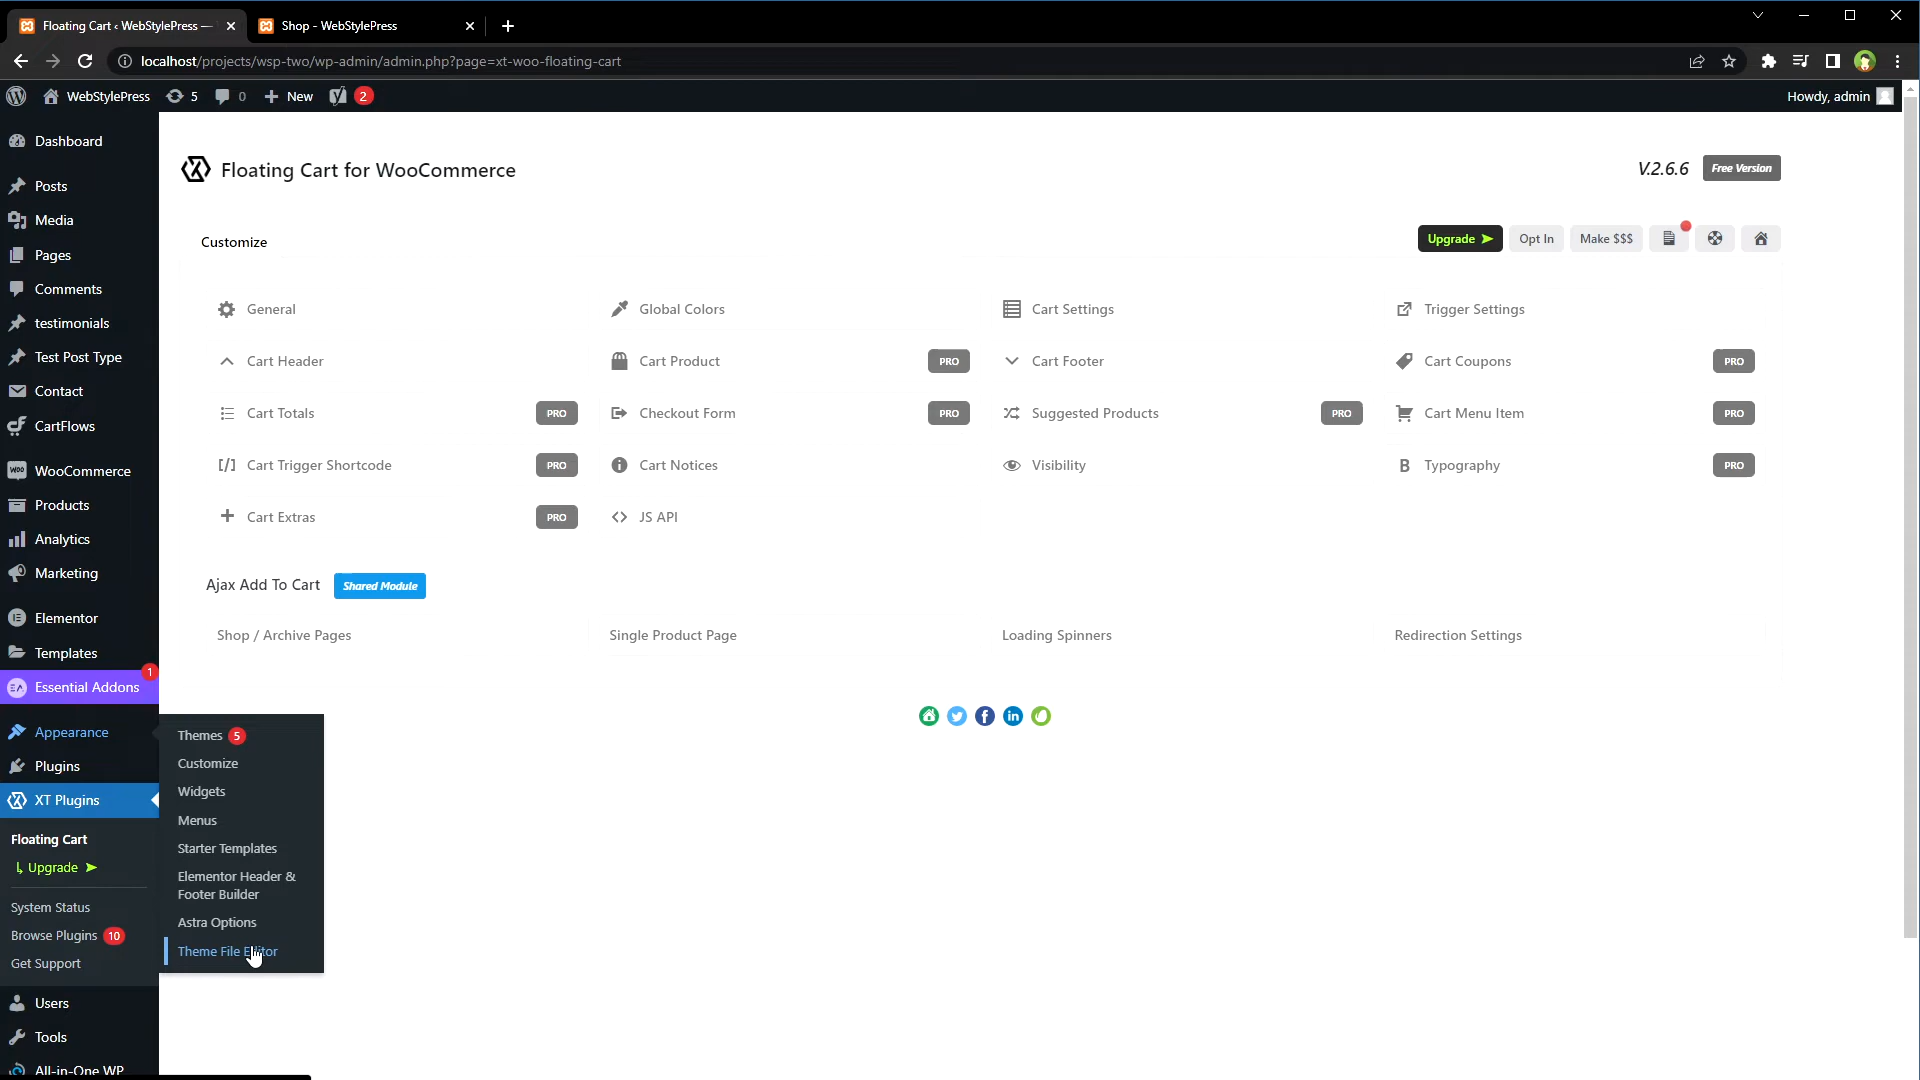 Floating Cart ‹ WebStylePress —
Shop - WebStylePress
localhost/projects/wsp-two/wp-admin/admin.php?page=xt-woo-floating-cart
WebStylePress
5
0
New
2
Howdy, admin
Dashboard
Posts
Media
Pages
Comments
testimonials
Test Post Type
Contact
CartFlows
WooCommerce
Products
Analytics
Marketing
Elementor
Templates
Essential Addons
1
Appearance
Plugins
XT Plugins
Floating Cart
↳ Upgrade ➤
System Status
Browse Plugins 10
Get Support
Users
Tools
All-in-One WP
Themes 5
Customize
Widgets
Menus
Starter Templates
Elementor Header &
Footer Builder
Astra Options
Theme File Editor
Floating Cart for WooCommerce
V.2.6.6
Free Version
Customize
Upgrade ➤
Opt In
Make $$$
General
Global Colors
Cart Settings
Trigger Settings
Cart Header
Cart Product PRO
Cart Footer
Cart Coupons PRO
Cart Totals PRO
Checkout Form PRO
Suggested Products PRO
Cart Menu Item PRO
[/] Cart Trigger Shortcode PRO
Cart Notices
Visibility
B Typography PRO
Cart Extras PRO
JS API
Ajax Add To Cart Shared Module
Shop / Archive Pages
Single Product Page
Loading Spinners
Redirection Settings